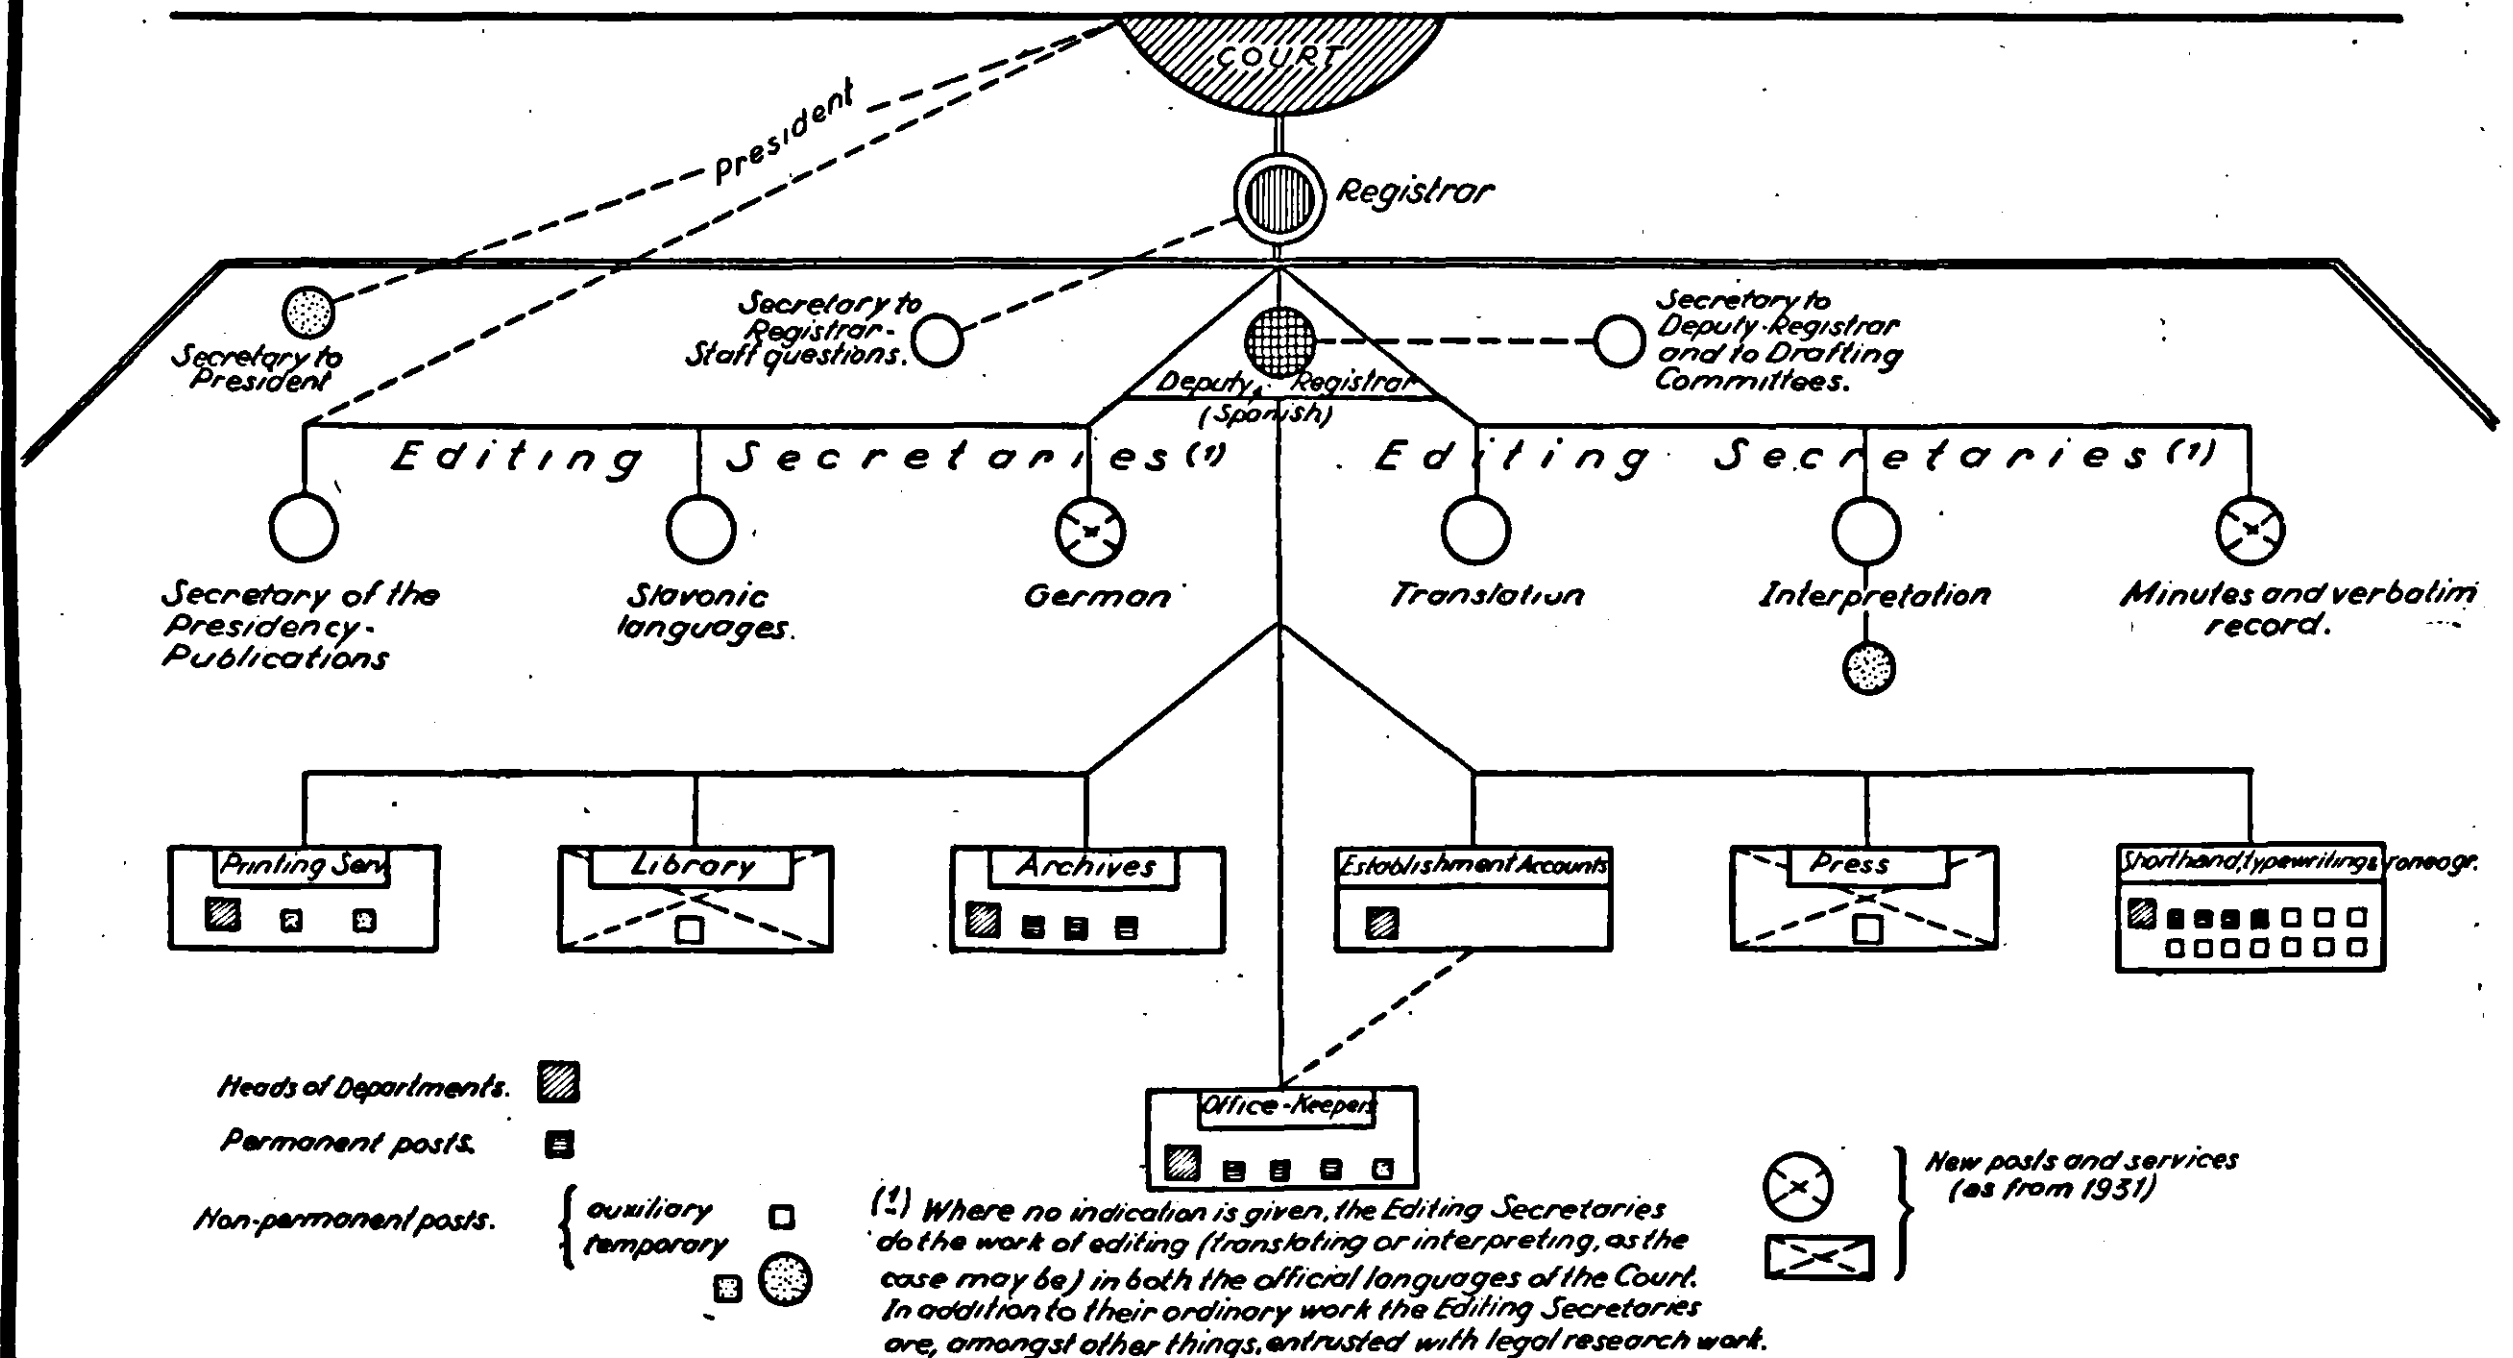 COURT
president
Registrar
Secretary to
President
Secretary to
Registrar-
Staff questions.
Secretary to
Deputy-Registrar
and to Drafting
Committees.
Deputy Registrar
(Spanish)
Editing Secretaries (1)
Editing Secretaries (1)
Secretary of the
Presidency-
Publications
Slavonic
languages.
German
Translation
Interpretation
Minutes and verbatim
record.
Printing Serv.
Library
Archives
Establishment Accounts
Press
Shorthand, typewriting & roneogr.
Office-Keepers
Heads of Departments.
Permanent posts.
Non-permanent posts.
auxiliary
temporary
(1) Where no indication is given, the Editing Secretaries
do the work of editing (translating or interpreting, as the
case may be) in both the official languages of the Court.
In addition to their ordinary work the Editing Secretaries
are, amongst other things, entrusted with legal research work.
New posts and services
(as from 1931)